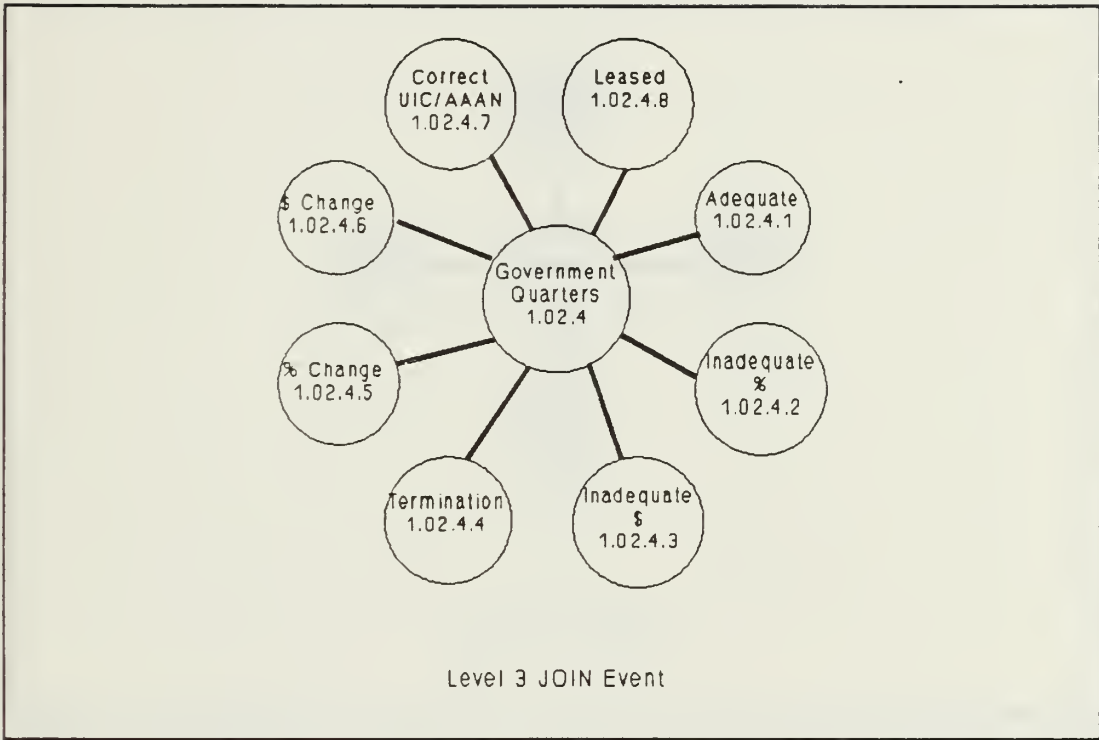 Correct
UIC/AAAN
1.02.4.7
Leased
1.02.4.8
$ Change
1.02.4.6
Adequate
1.02.4.1
Government
Quarters
1.02.4
% Change
1.02.4.5
Inadequate
%
1.02.4.2
Termination
1.02.4.4
Inadequate
$
1.02.4.3
Level 3 JOIN Event